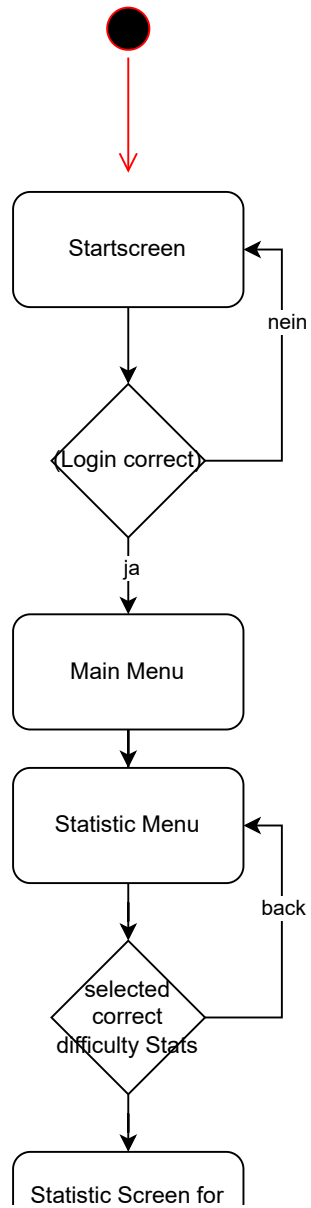 Startscreen
nein
(Login correct)
ja
Main Menu
Statistic Menu
back
selected
correct
difficulty Stats
Statistic Screen for